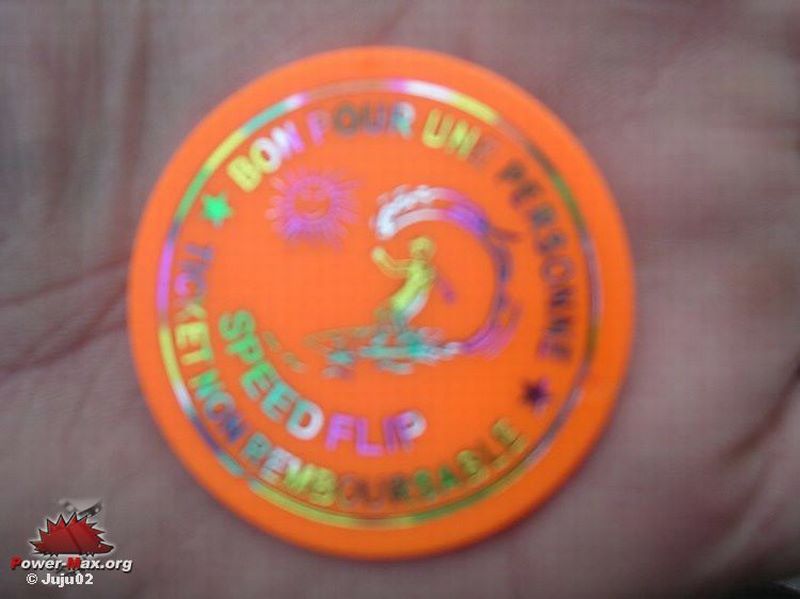 BON POUR UNE PERSONNE
SPEED FLIP
TICKET NON REMBOURSABLE
Power-Max.org
© Juju02